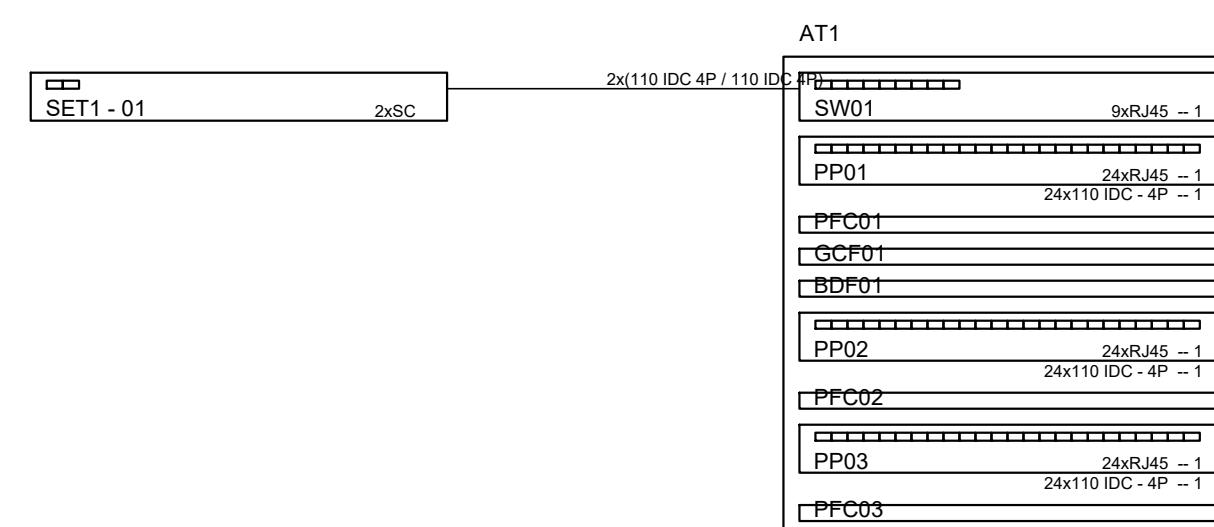 AT1
2x(110 IDC 4P / 110 IDC 4P)
SET1 - 01 2xSC
SW01 9xRJ45 -- 1
PP01 24xRJ45 -- 1
24x110 IDC - 4P -- 1
PFC01
GCF01
BDF01
PP02 24xRJ45 -- 1
24x110 IDC - 4P -- 1
PFC02
PP03 24xRJ45 -- 1
24x110 IDC - 4P -- 1
PFC03